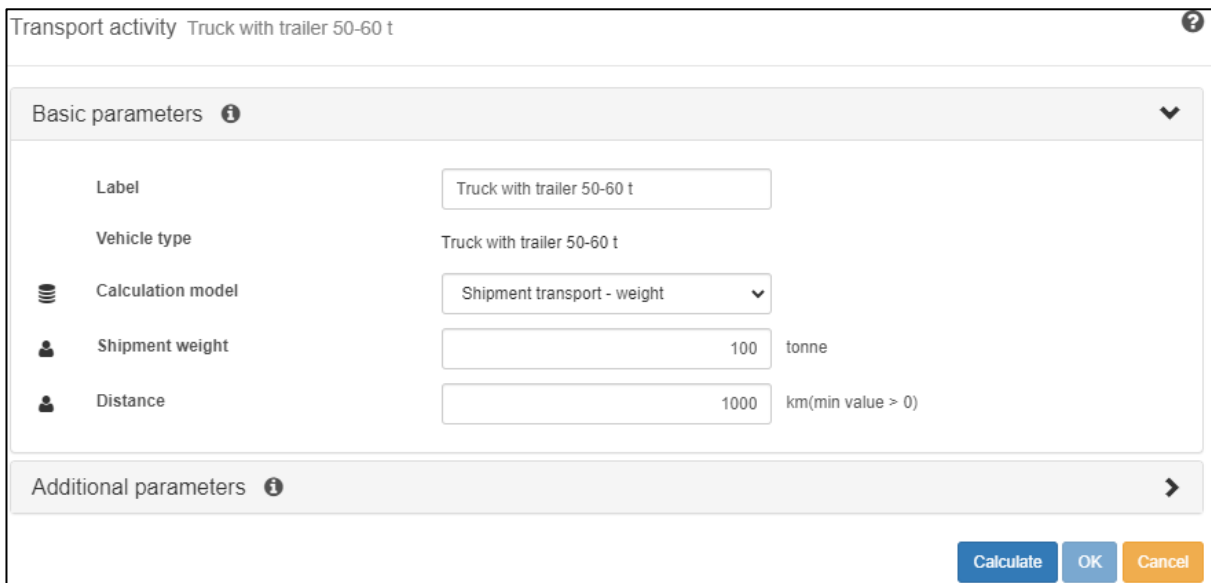 Transport activity Truck with trailer 50-60 t
Basic parameters
Label Truck with trailer 50-60 t
Vehicle type Truck with trailer 50-60 t
Calculation model Shipment transport - weight
Shipment weight 100 tonne
Distance 1000 km(min value > 0)
Additional parameters
Calculate OK Cancel